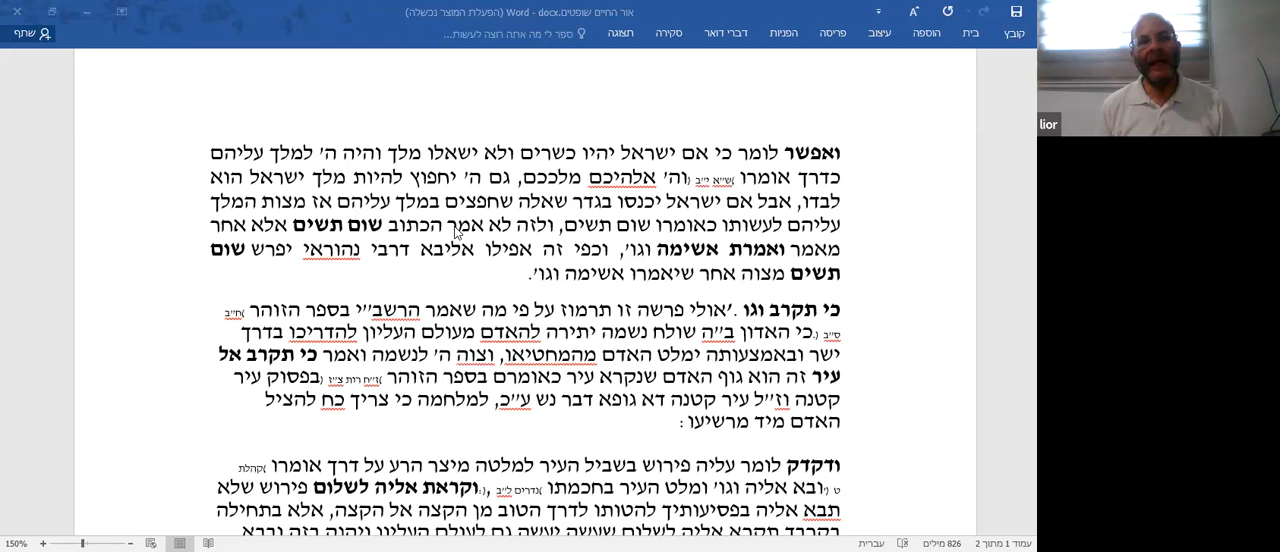 אור החיים שופטים.docx - Word (הפעלת המוצר נכשלה)
קובץ בית הוספה עיצוב פריסה הפניות דברי דואר סקירה תצוגה ספר לי מה אתה רוצה לעשות... שתף
lior
ואפשר לומר כי אם ישראל יהיו כשרים ולא ישאלו מלך והיה ה' למלך עליהם
כדרך אומרו )ש"א י"ב( וה' אלהיכם מלככם, גם ה' יחפוץ להיות מלך ישראל הוא
לבדו, אבל אם ישראל יכנסו בגדר שאלה שחפצים במלך עליהם אז מצות המלך
עליהם לעשותו כאומרו שום תשים, ולזה לא אמר הכתוב שום תשים אלא אחר
מאמר ואמרת אשימה וגו', וכפי זה אפילו אליבא דרבי נהוראי יפרש שום
תשים מצוה אחר שיאמרו אשימה וגו'.
כי תקרב וגו .'אולי פרשה זו תרמוז על פי מה שאמר הרשב"י בספר הזוהר )ח"ב
ס"ב (.כי האדון ב"ה שולח נשמה יתירה להאדם מעולם העליון להדריכו בדרך
ישר ובאמצעותה ימלט האדם מהמחטיאו, וצוה ה' לנשמה ואמר כי תקרב אל
עיר זה הוא גוף האדם שנקרא עיר כאומרם בספר הזוהר )ז"ח רות צ"ז (בפסוק עיר
קטנה וז"ל עיר קטנה דא גופא דבר נש ע"כ, למלחמה כי צריך כח להציל
האדם מיד מרשיעו :
ודקדק לומר עליה פירוש בשביל העיר למלטה מיצר הרע על דרך אומרו )קהלת
ט (ובא אליה וגו' ומלט העיר בחכמתו )נדרים ל"ב (:, וקראת אליה לשלום פירוש שלא
תבא אליה בפסיעותיך להטותו לדרך הטוב מן הקצה אל הקצה, אלא בתחילה
עמוד 1 מתוך 2 826 מילים עברית 150%